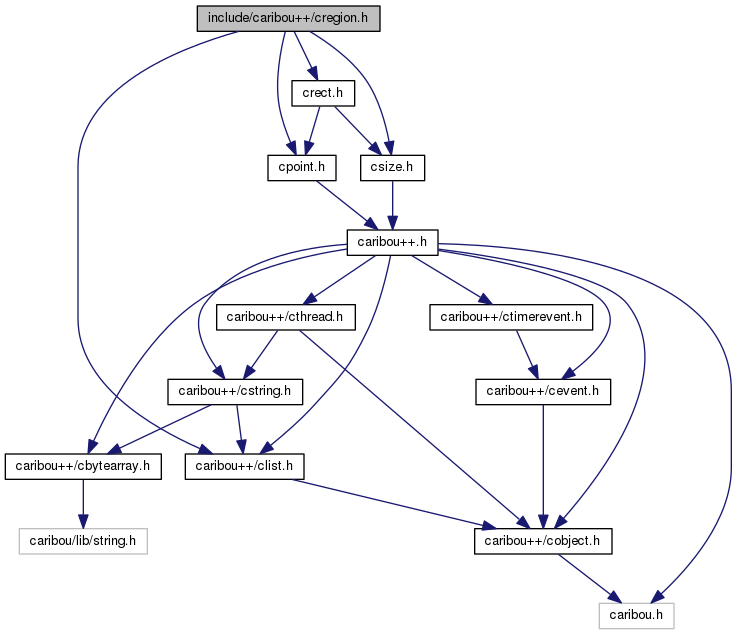 include/caribou++/cregion.h
crect.h
cpoint.h
csize.h
caribou++.h
caribou++/cthread.h
caribou++/ctimerevent.h
caribou++/cstring.h
caribou++/cevent.h
caribou++/cbytearray.h
caribou++/clist.h
caribou/lib/string.h
caribou++/cobject.h
caribou.h